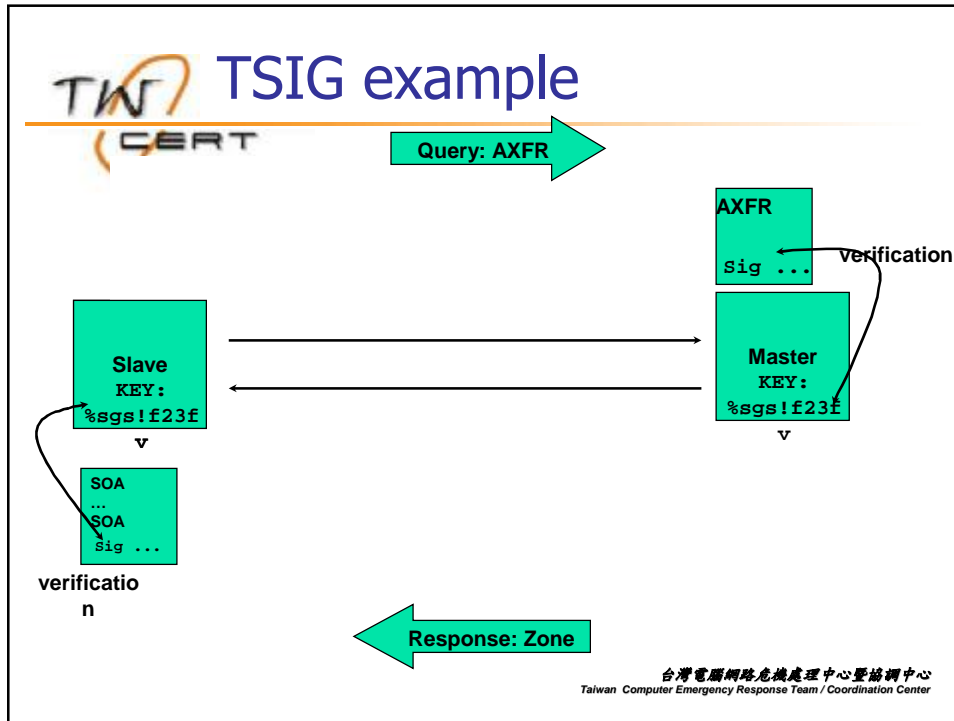 TW
CERT
TSIG example
Query: AXFR
AXFR
Sig ...
verification
Slave
KEY:
%sgs!f23f
v
Master
KEY:
%sgs!f23f
v
SOA
...
SOA
Sig ...
verificatio
n
Response: Zone
台灣電腦網路危機處理中心暨協調中心
Taiwan Computer Emergency Response Team / Coordination Center